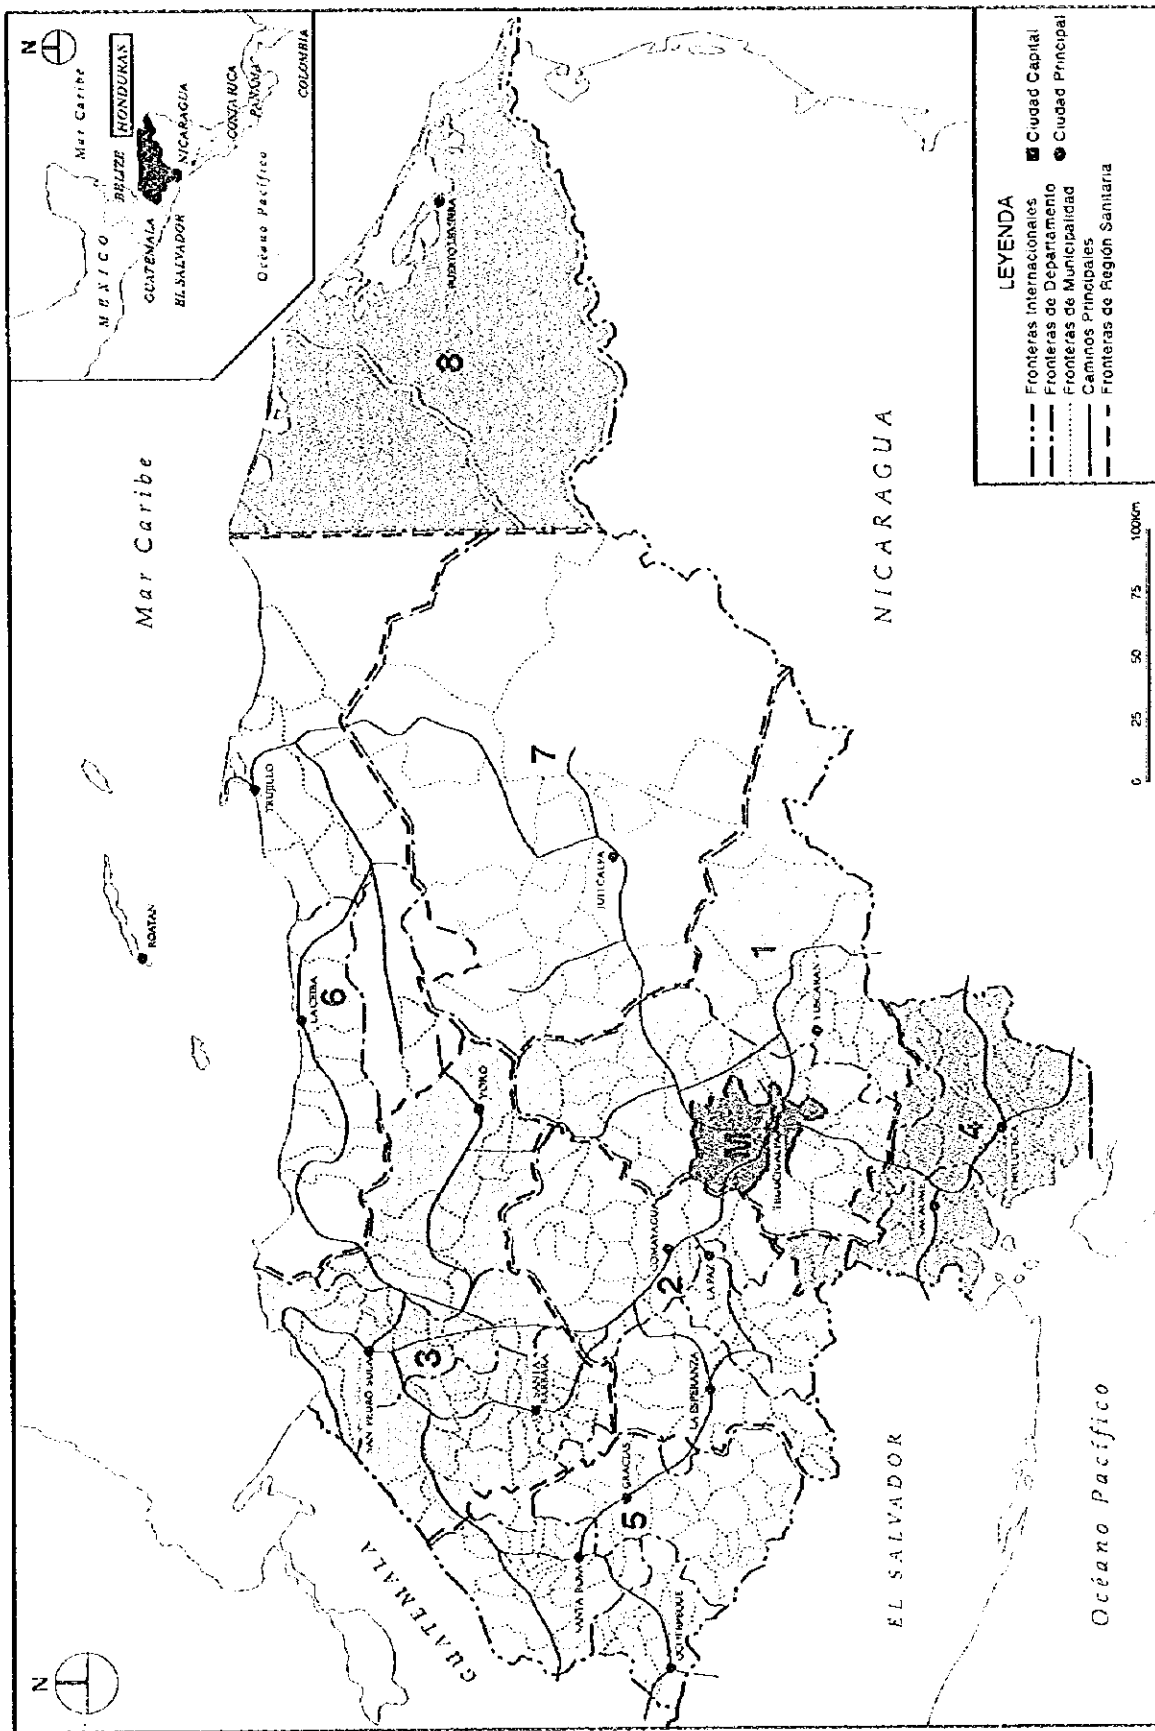 N
Mar Caribe
MEXICO
BELIZE
HONDURAS
GUATEMALA
EL SALVADOR
NICARAGUA
COSTA RICA
PANAMA
COLOMBIA
Océano Pacífico
N
Mar Caribe
ROATAN
TRUJILLO
LA CEIBA
6
SAN PEDRO SULA
3
YORO
SANTA BARBARA
7
JUTICALPA
8
PUERTO LEMPIRA
GUATEMALA
SANTA ROSA
5
GRACIAS
OCOTEPEQUE
LA ESPERANZA
2
COMAYAGUA
LA PAZ
M
TEGUCIGALPA
1
YUSCARAN
4
NACAOME
CHOLUTECA
EL SALVADOR
NICARAGUA
Océano Pacífico
0 25 50 75 100Km
LEYENDA
Fronteras Internacionales
Fronteras de Departamento
Fronteras de Municipalidad
Caminos Principales
Fronteras de Región Sanitaria
Ciudad Capital
Ciudad Principal